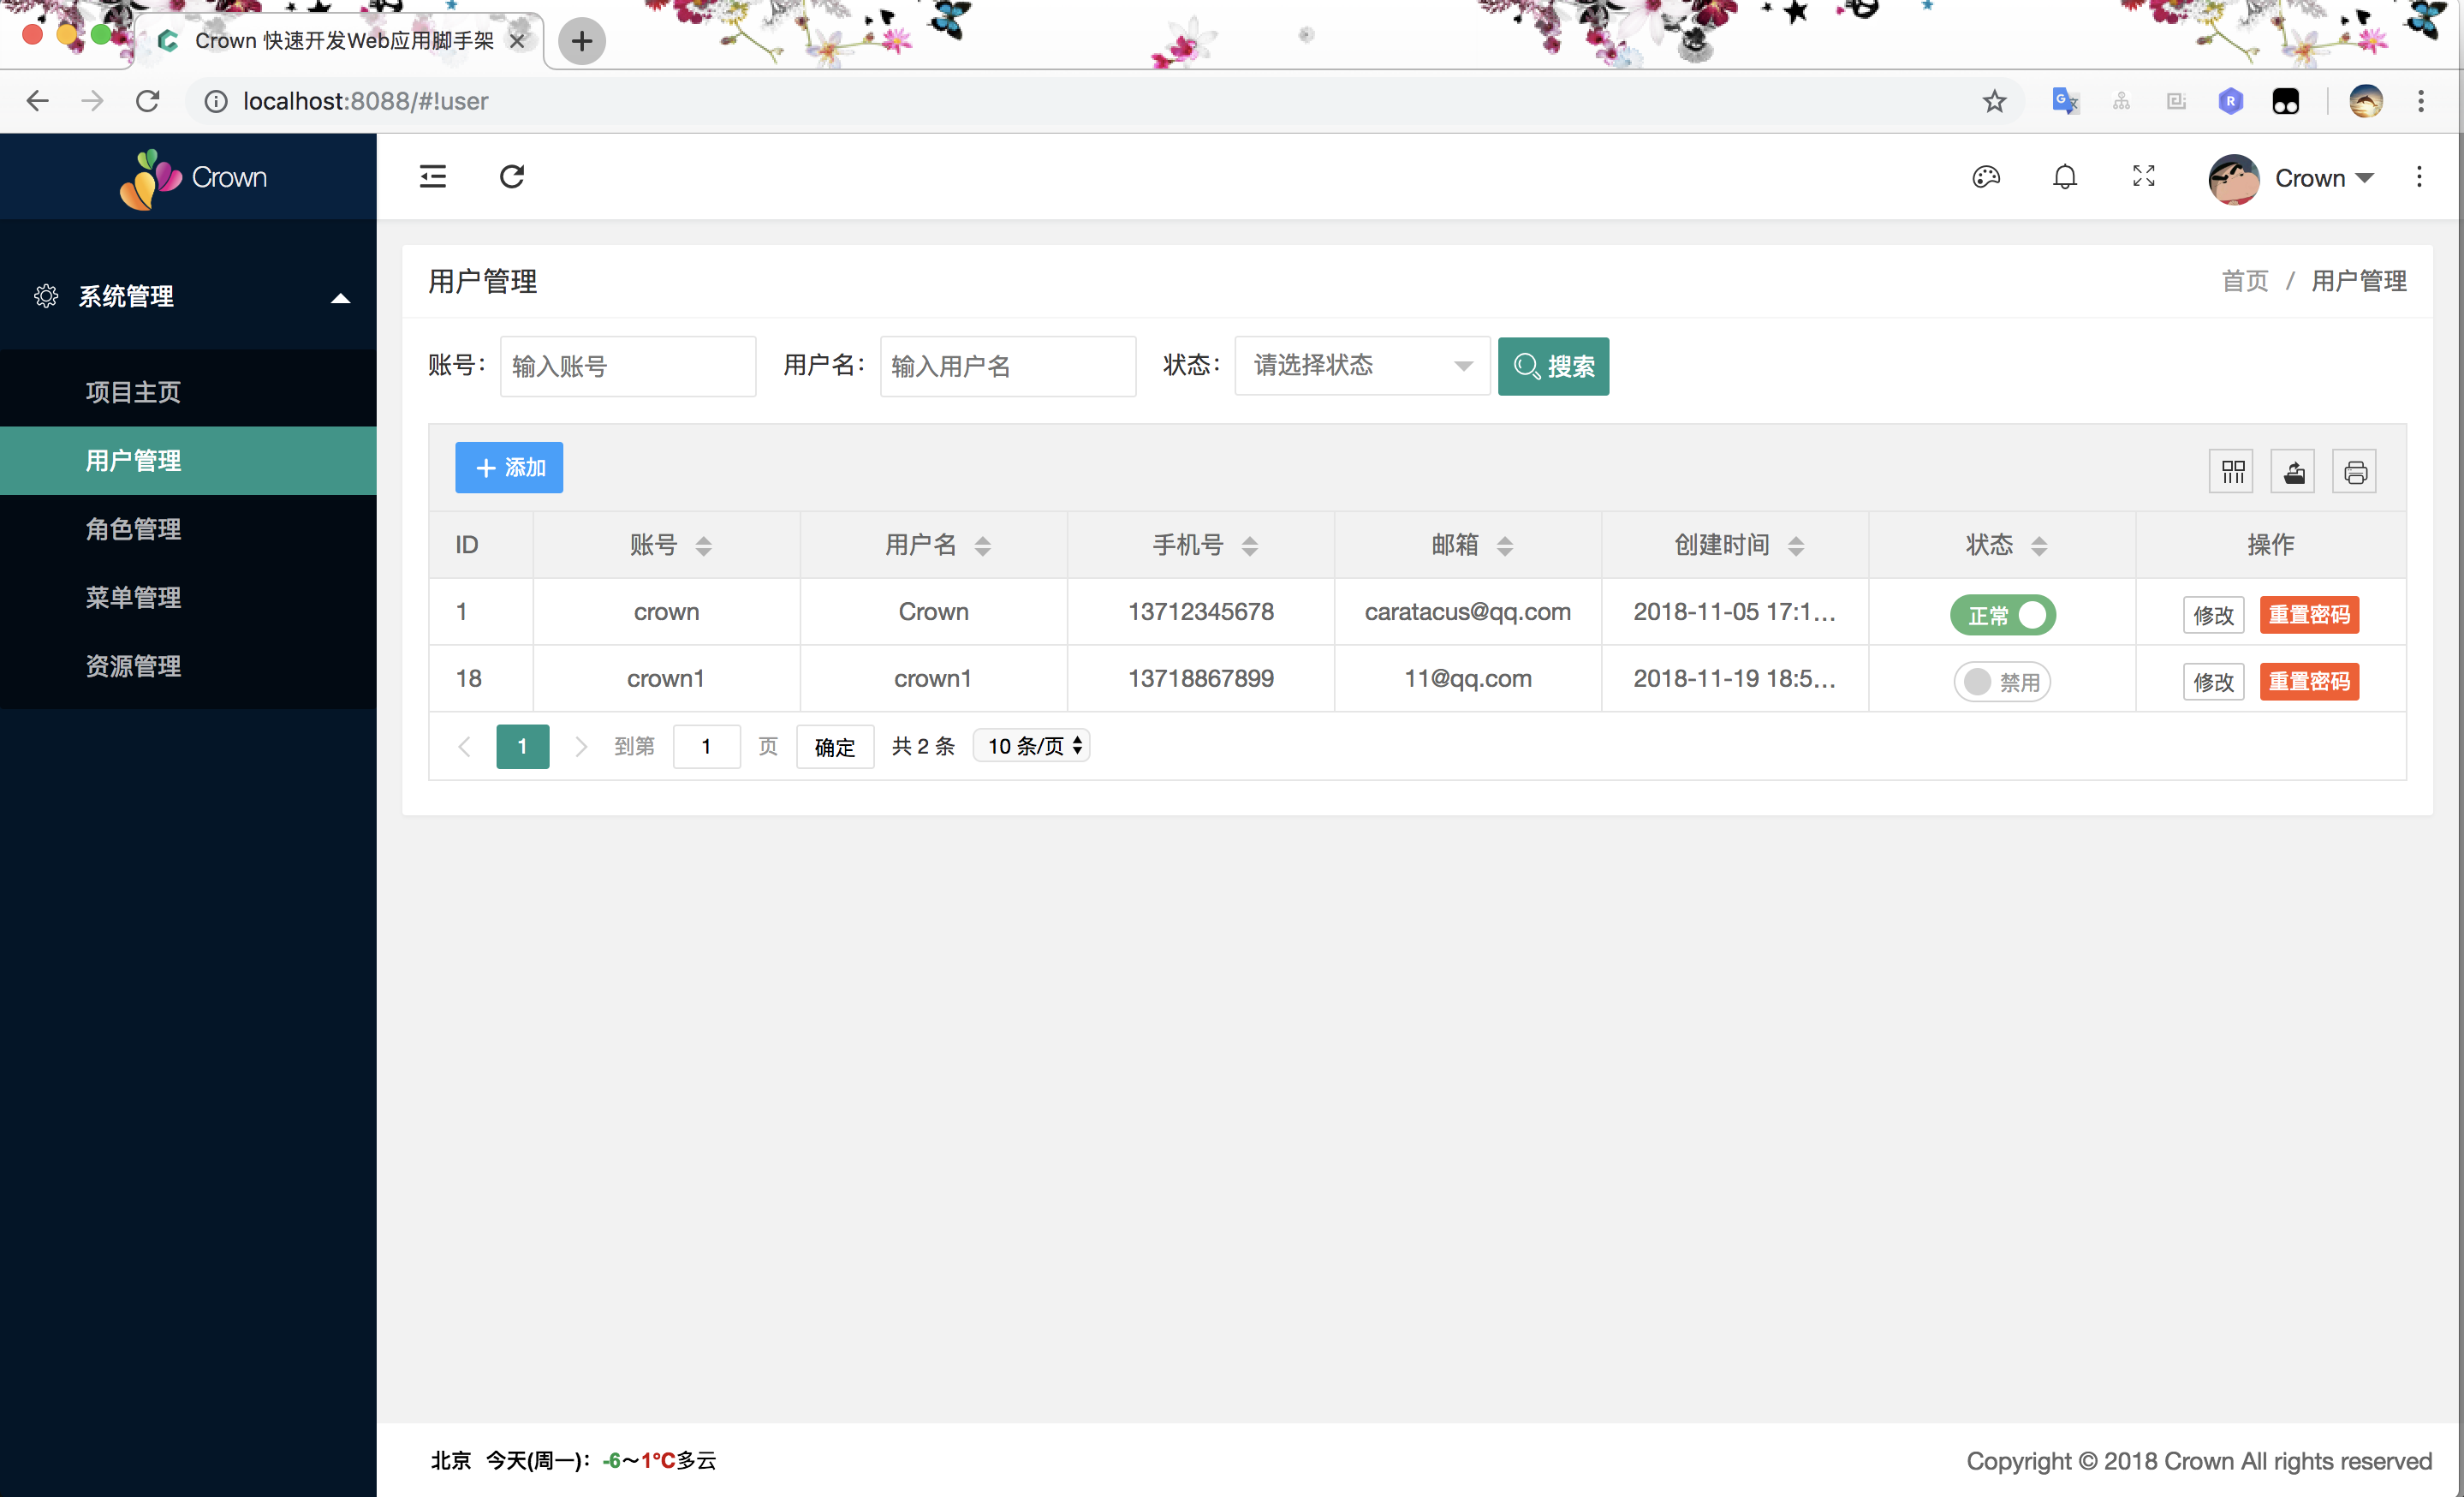 Crown 快速开发Web应用脚手架
localhost:8088/#!user
Crown
Crown
系统管理
项目主页
用户管理
角色管理
菜单管理
资源管理
用户管理
首页 / 用户管理
账号： 输入账号 用户名： 输入用户名 状态： 请选择状态 搜索
添加
ID 账号 用户名 手机号 邮箱 创建时间 状态 操作
1 crown Crown 13712345678 caratacus@qq.com 2018-11-05 17:1... 正常 修改 重置密码
18 crown1 crown1 13718867899 11@qq.com 2018-11-19 18:5... 禁用 修改 重置密码
1 到第 1 页 确定 共 2 条 10 条/页
北京 今天(周一)： -6～1℃多云
Copyright © 2018 Crown All rights reserved